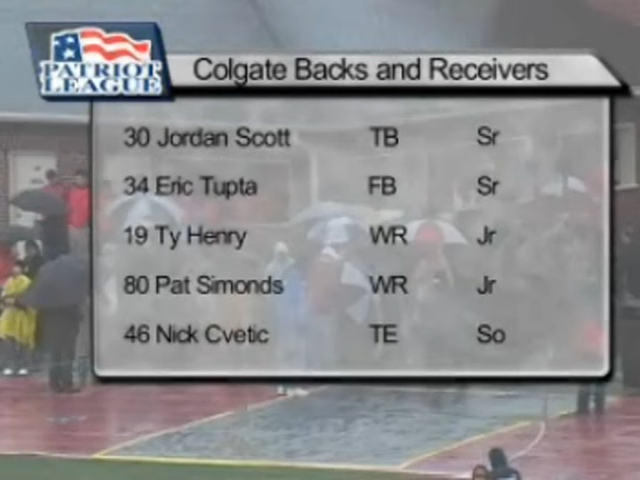 PATRIOT
LEAGUE
Colgate Backs and Receivers
30 Jordan Scott TB Sr
34 Eric Tupta FB Sr
19 Ty Henry WR Jr
80 Pat Simonds WR Jr
46 Nick Cvetic TE So